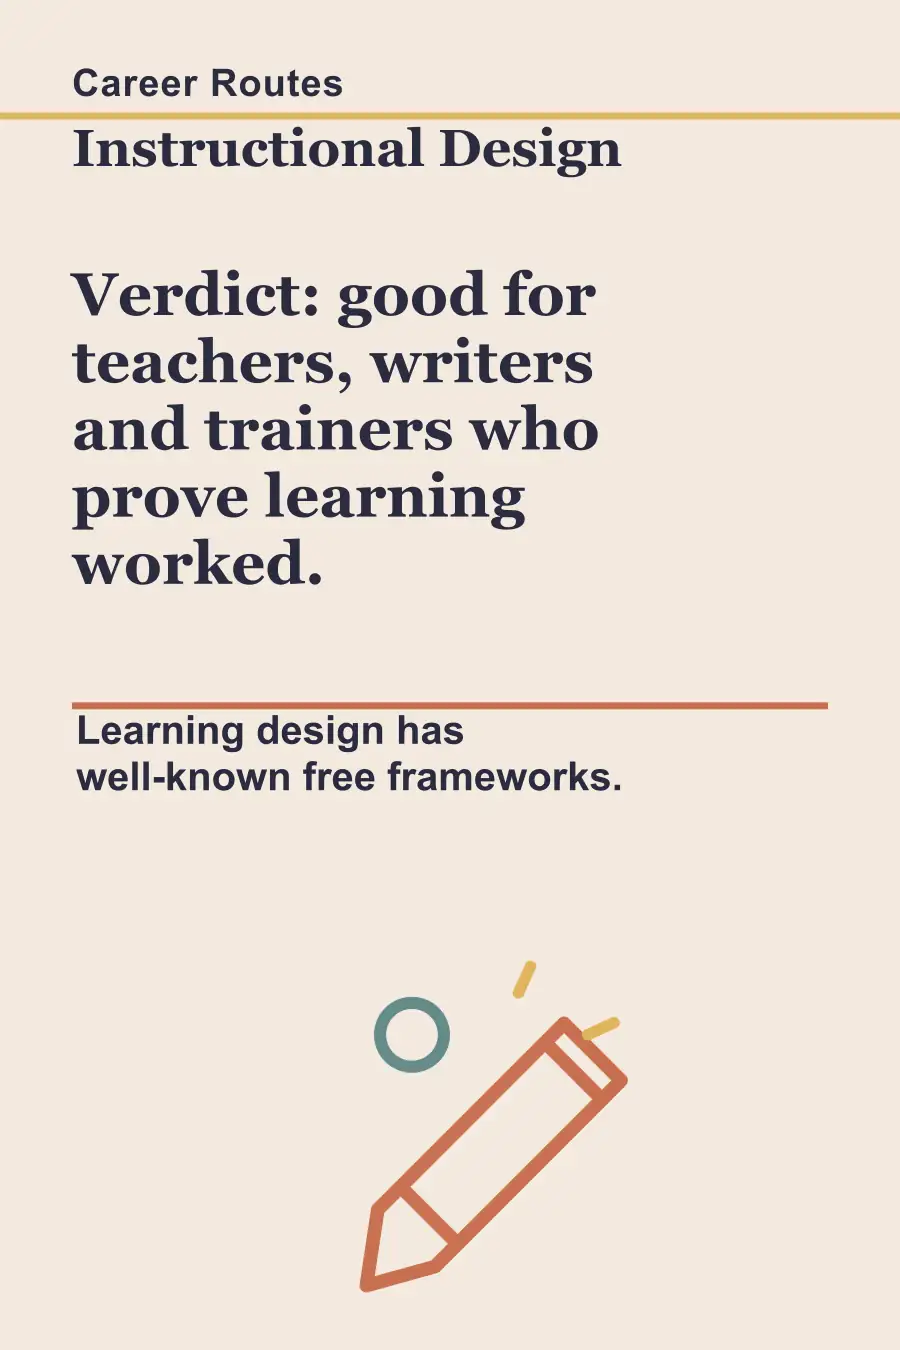 Career Routes
Instructional Design
Verdict: good for
teachers, writers
and trainers who
prove learning
worked.
Learning design has
well-known free frameworks.